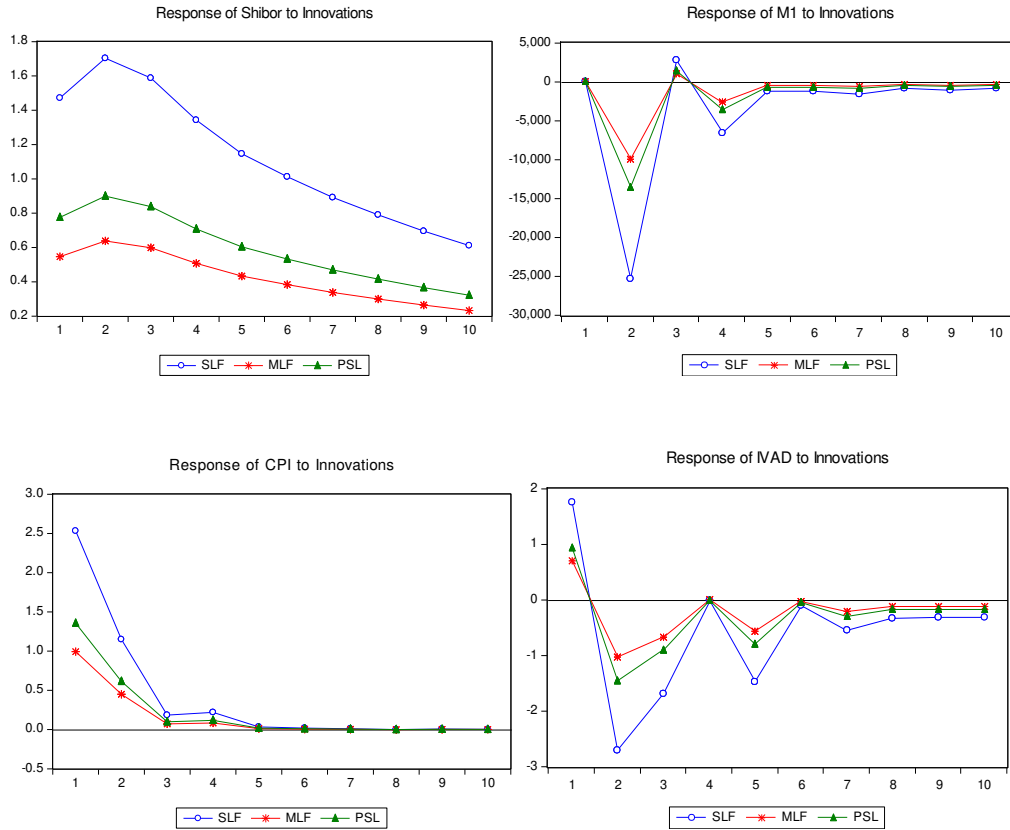 Response of Shibor to Innovations
1.8
1.6
1.4
1.2
1.0
0.8
0.6
0.4
0.2
1 2 3 4 5 6 7 8 9 10
SLF MLF PSL
Response of M1 to Innovations
5,000
0
-5,000
-10,000
-15,000
-20,000
-25,000
-30,000
1 2 3 4 5 6 7 8 9 10
SLF MLF PSL
Response of CPI to Innovations
3.0
2.5
2.0
1.5
1.0
0.5
0.0
-0.5
1 2 3 4 5 6 7 8 9 10
SLF MLF PSL
Response of IVAD to Innovations
2
1
0
-1
-2
-3
1 2 3 4 5 6 7 8 9 10
SLF MLF PSL